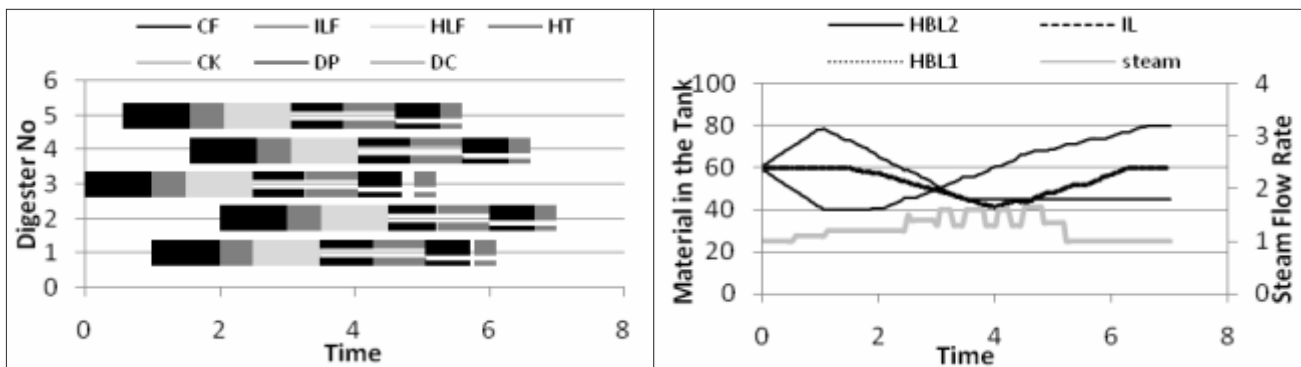 CF ILF HLF HT
CK DP DC
Digester No
6
5
4
3
2
1
0
0 2 4 6 8
Time
HBL2 IL
HBL1 steam
Material in the Tank
100
80
60
40
20
0
0 2 4 6 8
Time
4
3
2
1
0
Steam Flow Rate